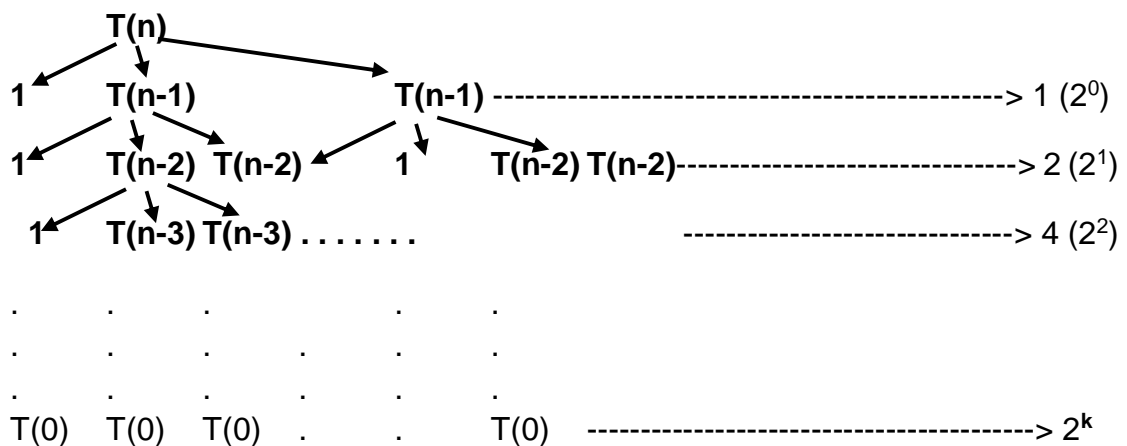 T(n)
1 T(n-1) T(n-1) ----------------------------------------------> 1 (2⁰)
1 T(n-2) T(n-2) 1 T(n-2) T(n-2)------------------------------> 2 (2¹)
1 T(n-3) T(n-3) . . . . . . . ------------------------------> 4 (2²)
. . . . .
. . . . . .
. . . . . .
T(0) T(0) T(0) . . T(0) ------------------------------------------> 2ᵏ